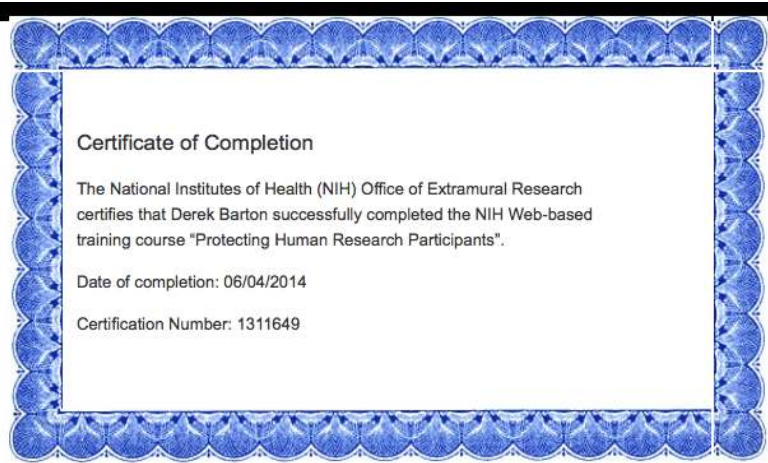 Certificate of Completion
The National Institutes of Health (NIH) Office of Extramural Research
certifies that Derek Barton successfully completed the NIH Web-based
training course “Protecting Human Research Participants”.
Date of completion: 06/04/2014
Certification Number: 1311649